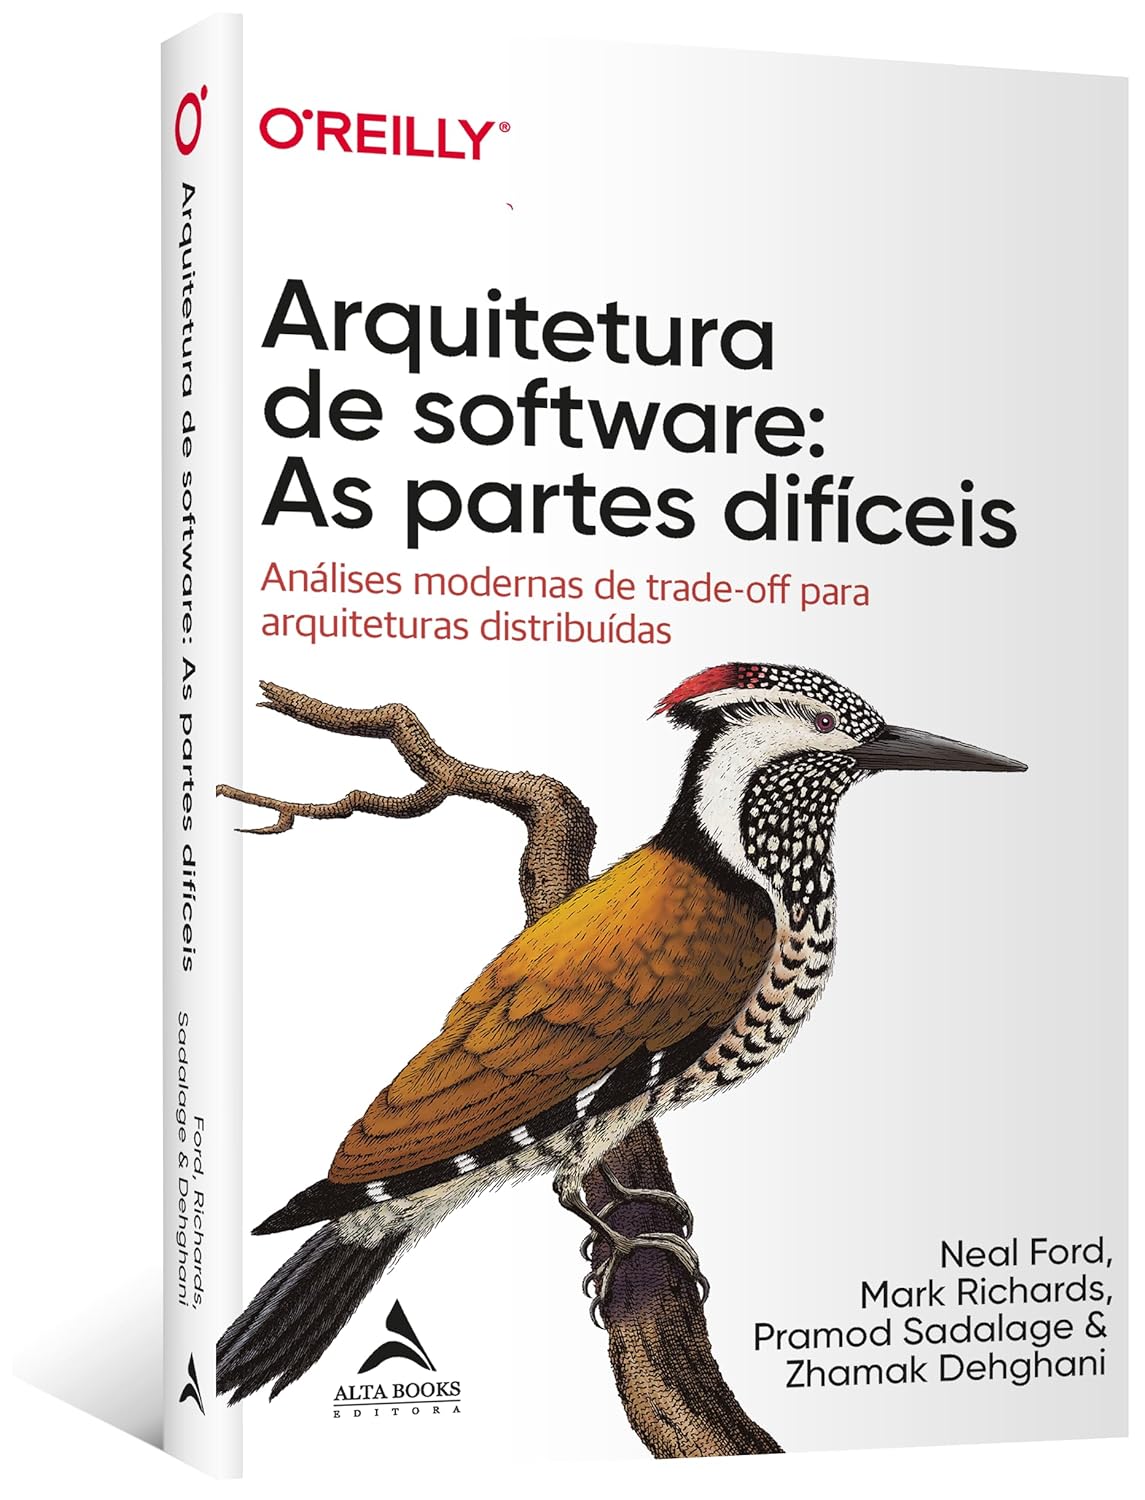 O'REILLY®
Arquitetura
de software:
As partes difíceis
Análises modernas de trade-off para
arquiteturas distribuídas
Neal Ford,
Mark Richards,
Pramod Sadalage &
Zhamak Dehghani
ALTA BOOKS
EDITORA
Arquitetura de software: As partes difíceis
Ford, Richards,
Sadalage & Dehghani